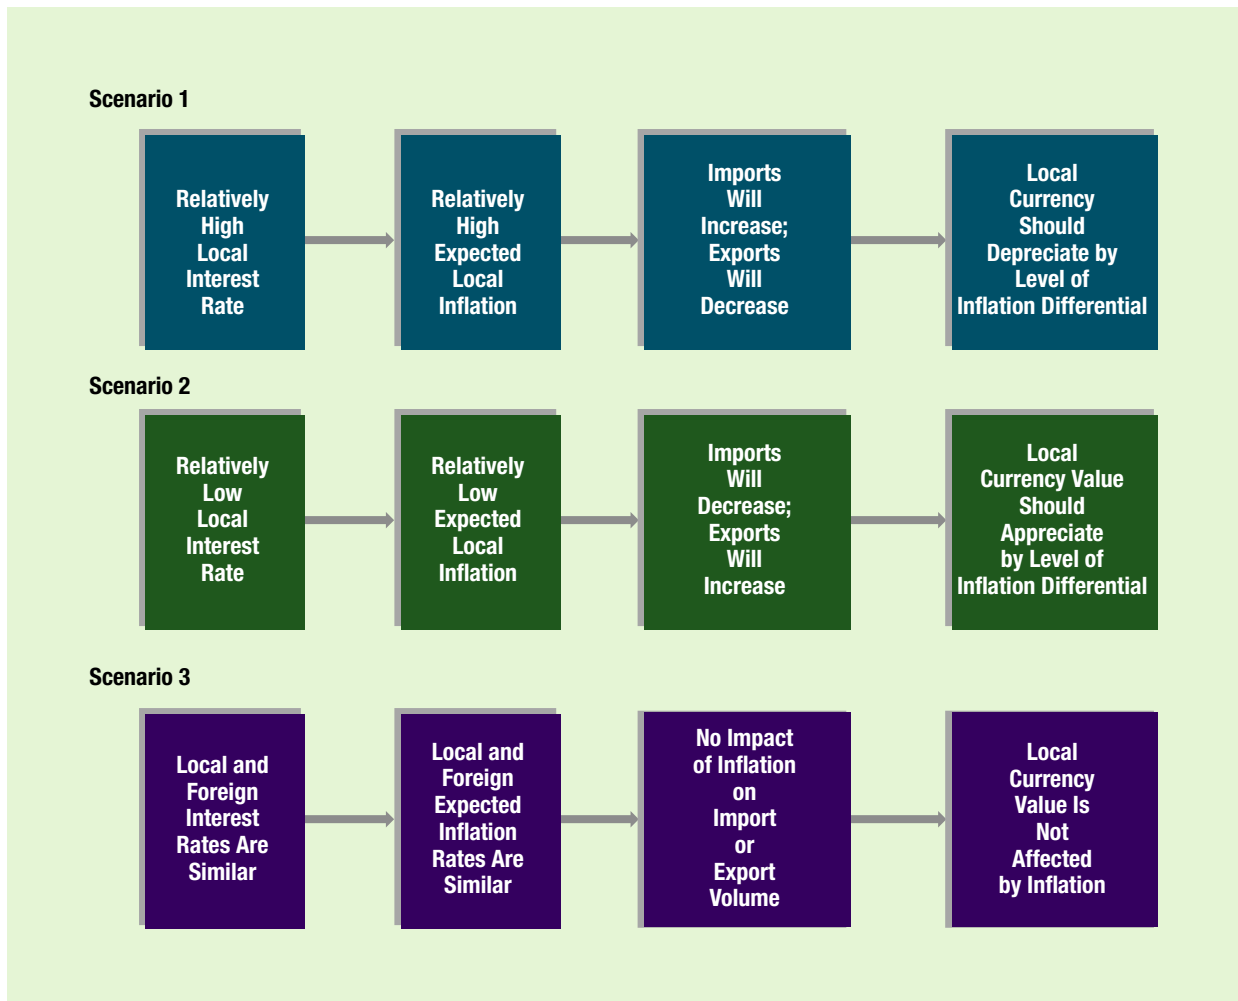 Scenario 1
Relatively
High
Local
Interest
Rate
Relatively
High
Expected
Local
Inflation
Imports
Will
Increase;
Exports
Will
Decrease
Local
Currency
Should
Depreciate by
Level of
Inflation Differential
Scenario 2
Relatively
Low
Local
Interest
Rate
Relatively
Low
Expected
Local
Inflation
Imports
Will
Decrease;
Exports
Will
Increase
Local
Currency Value
Should
Appreciate
by Level of
Inflation Differential
Scenario 3
Local and
Foreign
Interest
Rates Are
Similar
Local and
Foreign
Expected
Inflation
Rates Are
Similar
No Impact
of Inflation
on
Import
or
Export
Volume
Local
Currency
Value Is
Not
Affected
by Inflation